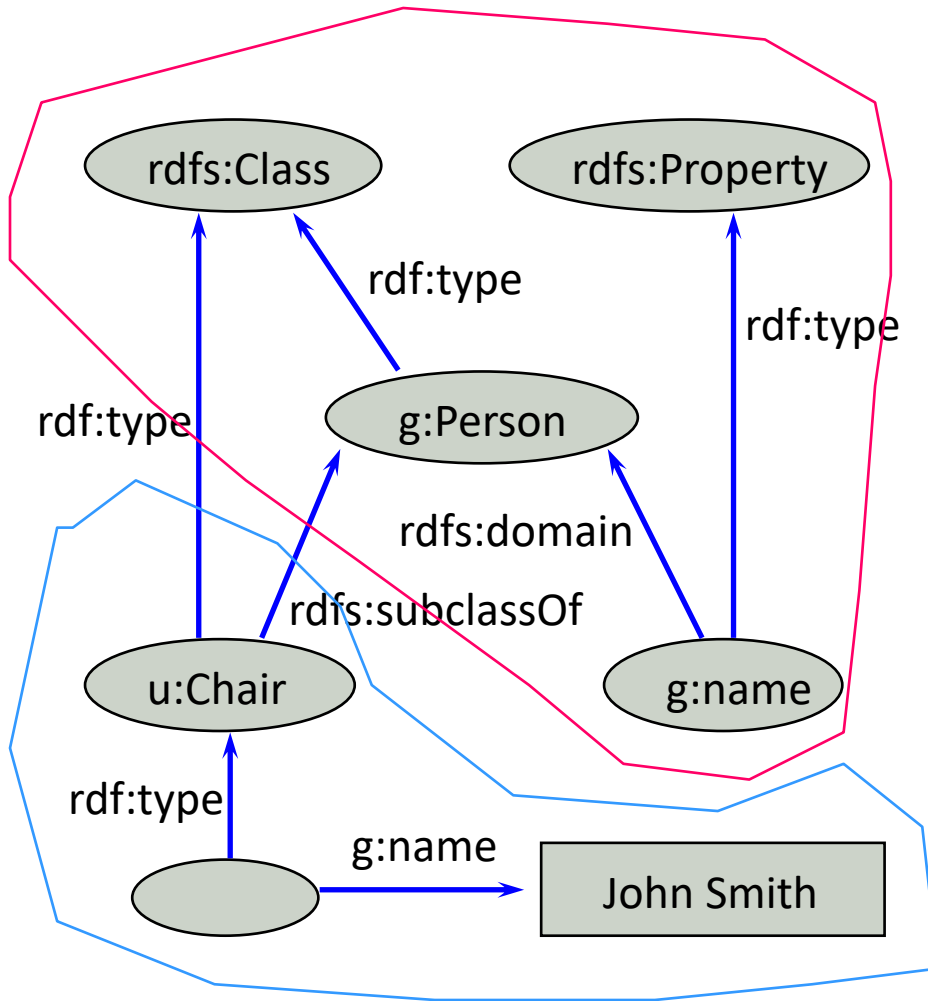 rdfs:Class
rdfs:Property
rdf:type
rdf:type
rdf:type
g:Person
rdfs:domain
rdfs:subclassOf
u:Chair
g:name
rdf:type
g:name
John Smith